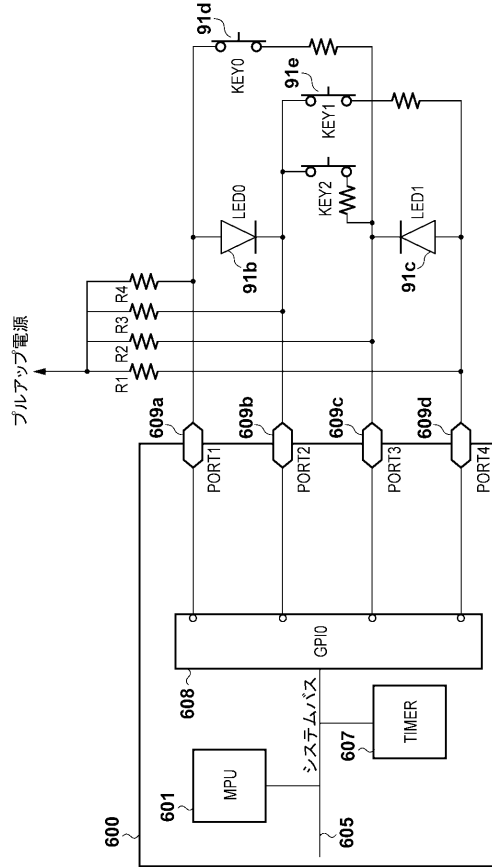 プルアップ電源
R1
R2
R3
R4
600
601
MPU
605
システムバス
607
TIMER
608
GPIO
609a
PORT1
609b
PORT2
609c
PORT3
609d
PORT4
91b
LED0
91c
LED1
91d
KEY0
91e
KEY1
KEY2